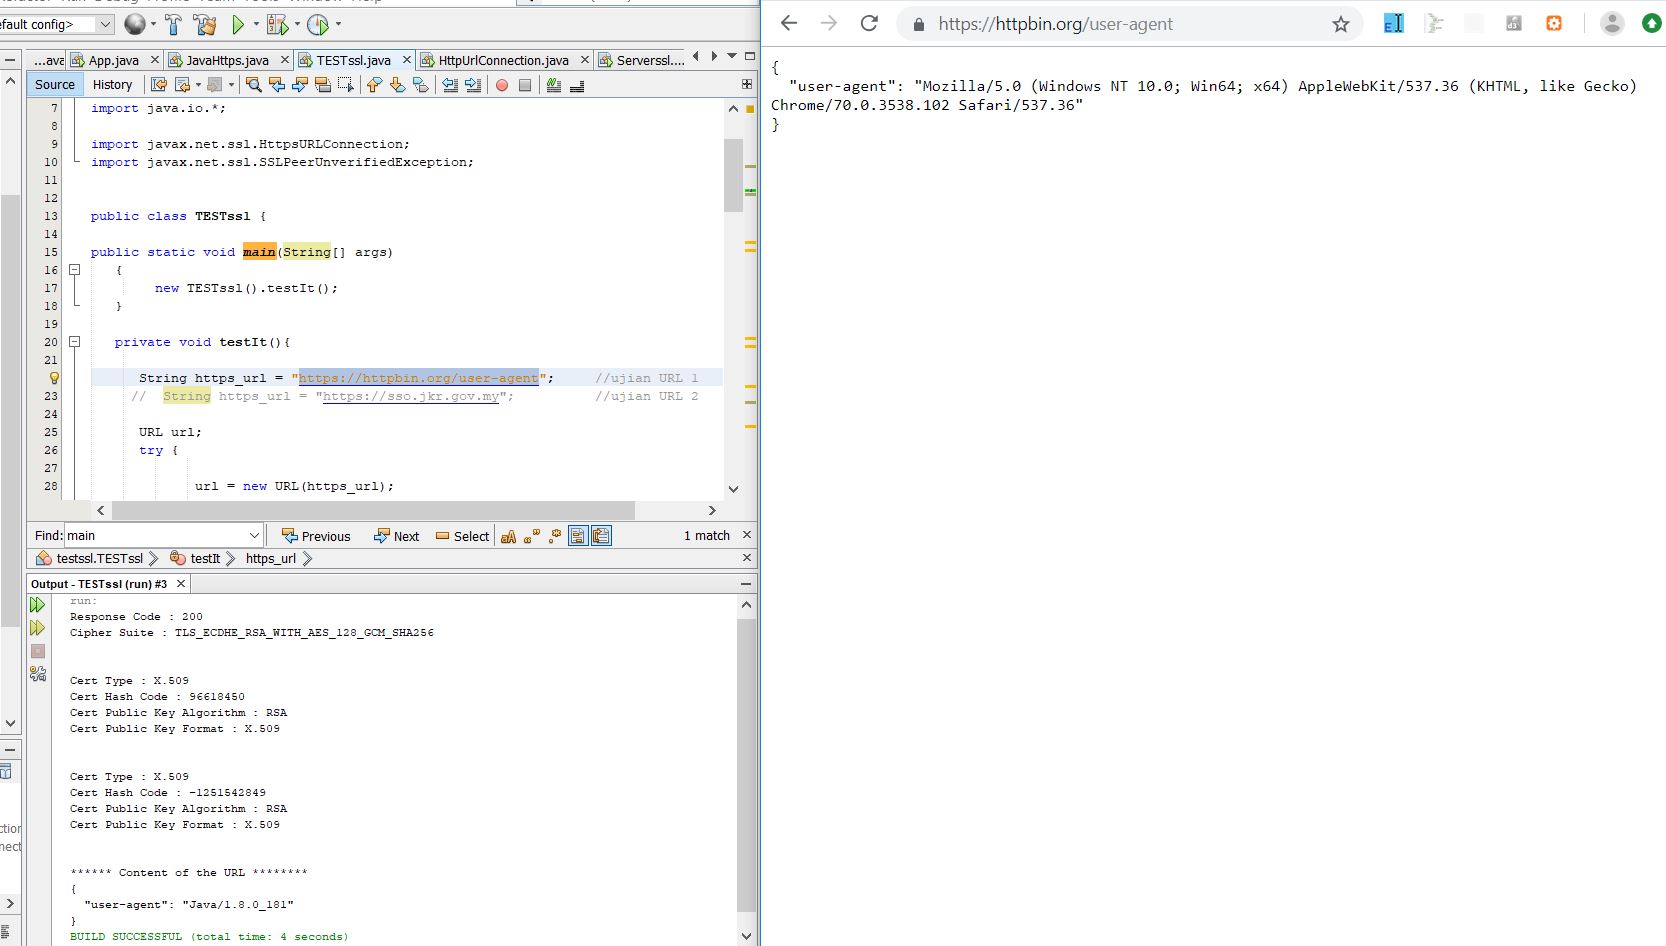 efault config>
...ava
App.java
JavaHttps.java
TESTssl.java
HttpUrlConnection.java
Serverssl....
Source
History
7 import java.io.*;
8
9 import javax.net.ssl.HttpsURLConnection;
10 import javax.net.ssl.SSLPeerUnverifiedException;
11
12
13 public class TESTssl {
14
15 public static void main(String[] args)
16 {
17 new TESTssl().testIt();
18 }
19
20 private void testIt(){
21
String https_url = "https://httpbin.org/user-agent"; //ujian URL 1
23 // String https_url = "https://sso.jkr.gov.my"; //ujian URL 2
24
25 URL url;
26 try {
27
28 url = new URL(https_url);
Find: main Previous Next Select 1 match
testssl.TESTssl testIt https_url
Output - TESTssl (run) #3
run:
Response Code : 200
Cipher Suite : TLS_ECDHE_RSA_WITH_AES_128_GCM_SHA256
Cert Type : X.509
Cert Hash Code : 96618450
Cert Public Key Algorithm : RSA
Cert Public Key Format : X.509
Cert Type : X.509
Cert Hash Code : -1251542849
Cert Public Key Algorithm : RSA
Cert Public Key Format : X.509
****** Content of the URL ********
{
"user-agent": "Java/1.8.0_181"
}
BUILD SUCCESSFUL (total time: 4 seconds)
https://httpbin.org/user-agent
{
"user-agent": "Mozilla/5.0 (Windows NT 10.0; Win64; x64) AppleWebKit/537.36 (KHTML, like Gecko)
Chrome/70.0.3538.102 Safari/537.36"
}